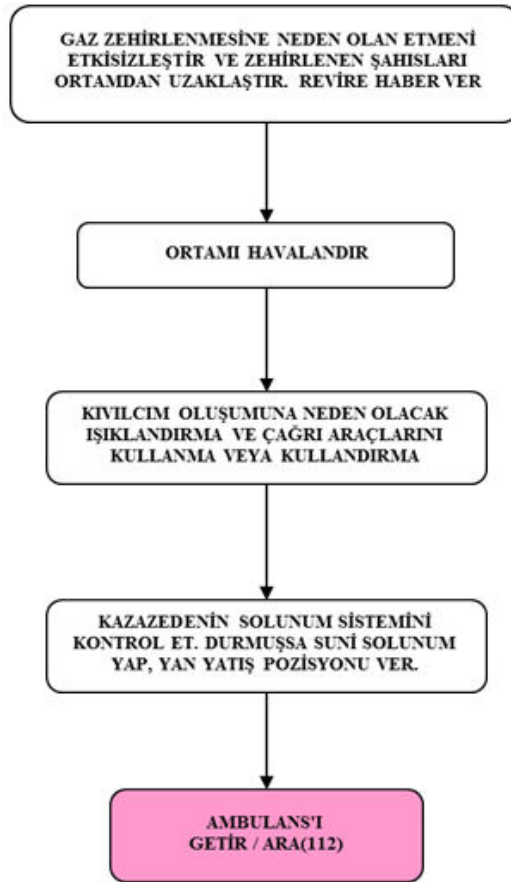 GAZ ZEHİRLENMESİNE NEDEN OLAN ETMENİ
ETKİSİZLEŞTİR VE ZEHİRLENEN ŞAHISLARI
ORTAMDAN UZAKLAŞTIR. REVİRE HABER VER
ORTAMI HAVALANDIR
KIVILCIM OLUŞUMUNA NEDEN OLACAK
IŞIKLANDIRMA VE ÇAĞRI ARAÇLARINI
KULLANMA VEYA KULLANDIRMA
KAZAZEDENİN SOLUNUM SİSTEMİNİ
KONTROL ET. DURMUŞSA SUNİ SOLUNUM
YAP, YAN YATIŞ POZİSYONU VER.
AMBULANS'I
GETİR / ARA(112)